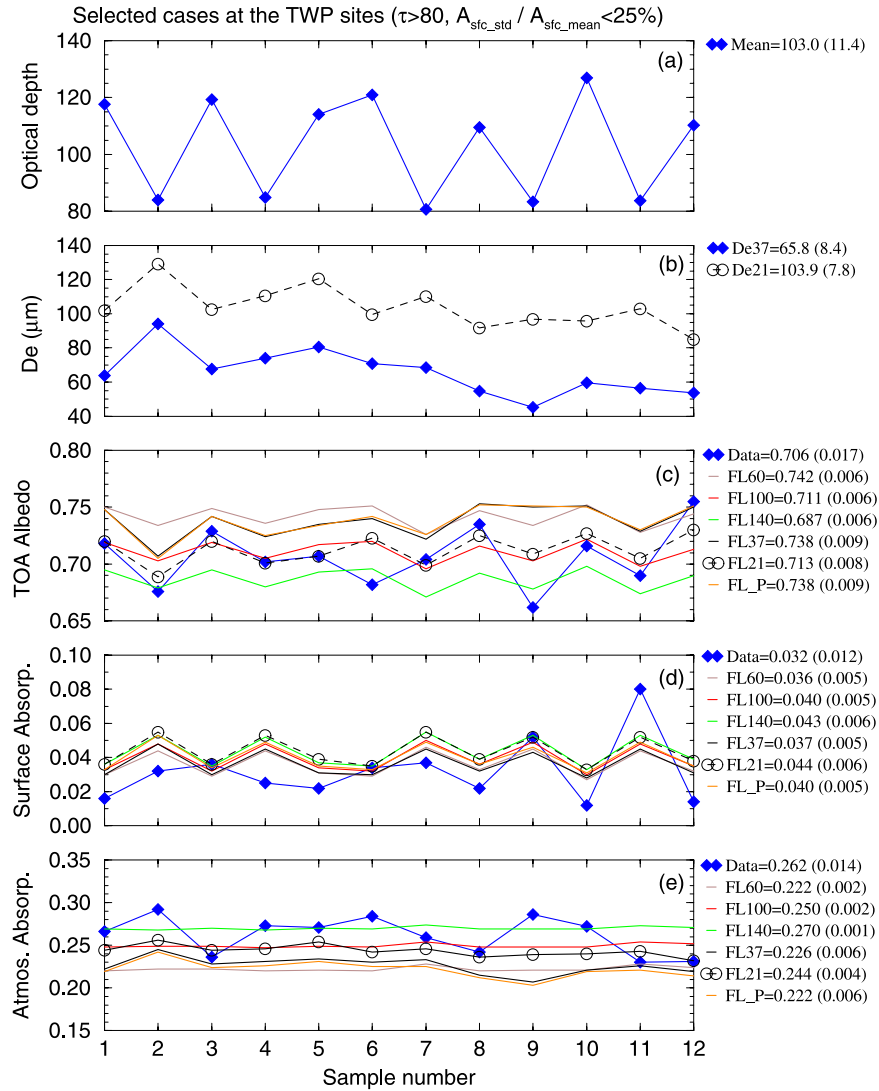 Selected cases at the TWP sites (τ>80, A_sfc_std / A_sfc_mean<25%)
140
120
100
80
Optical depth
(a)
Mean=103.0 (11.4)
140
120
100
80
60
40
De (μm)
(b)
De37=65.8 (8.4)
De21=103.9 (7.8)
0.80
0.75
0.70
0.65
TOA Albedo
(c)
Data=0.706 (0.017)
FL60=0.742 (0.006)
FL100=0.711 (0.006)
FL140=0.687 (0.006)
FL37=0.738 (0.009)
FL21=0.713 (0.008)
FL_P=0.738 (0.009)
0.10
0.08
0.06
0.04
0.02
0.00
Surface Absorp.
(d)
Data=0.032 (0.012)
FL60=0.036 (0.005)
FL100=0.040 (0.005)
FL140=0.043 (0.006)
FL37=0.037 (0.005)
FL21=0.044 (0.006)
FL_P=0.040 (0.005)
0.35
0.30
0.25
0.20
0.15
Atmos. Absorp.
(e)
Data=0.262 (0.014)
FL60=0.222 (0.002)
FL100=0.250 (0.002)
FL140=0.270 (0.001)
FL37=0.226 (0.006)
FL21=0.244 (0.004)
FL_P=0.222 (0.006)
1 2 3 4 5 6 7 8 9 10 11 12
Sample number